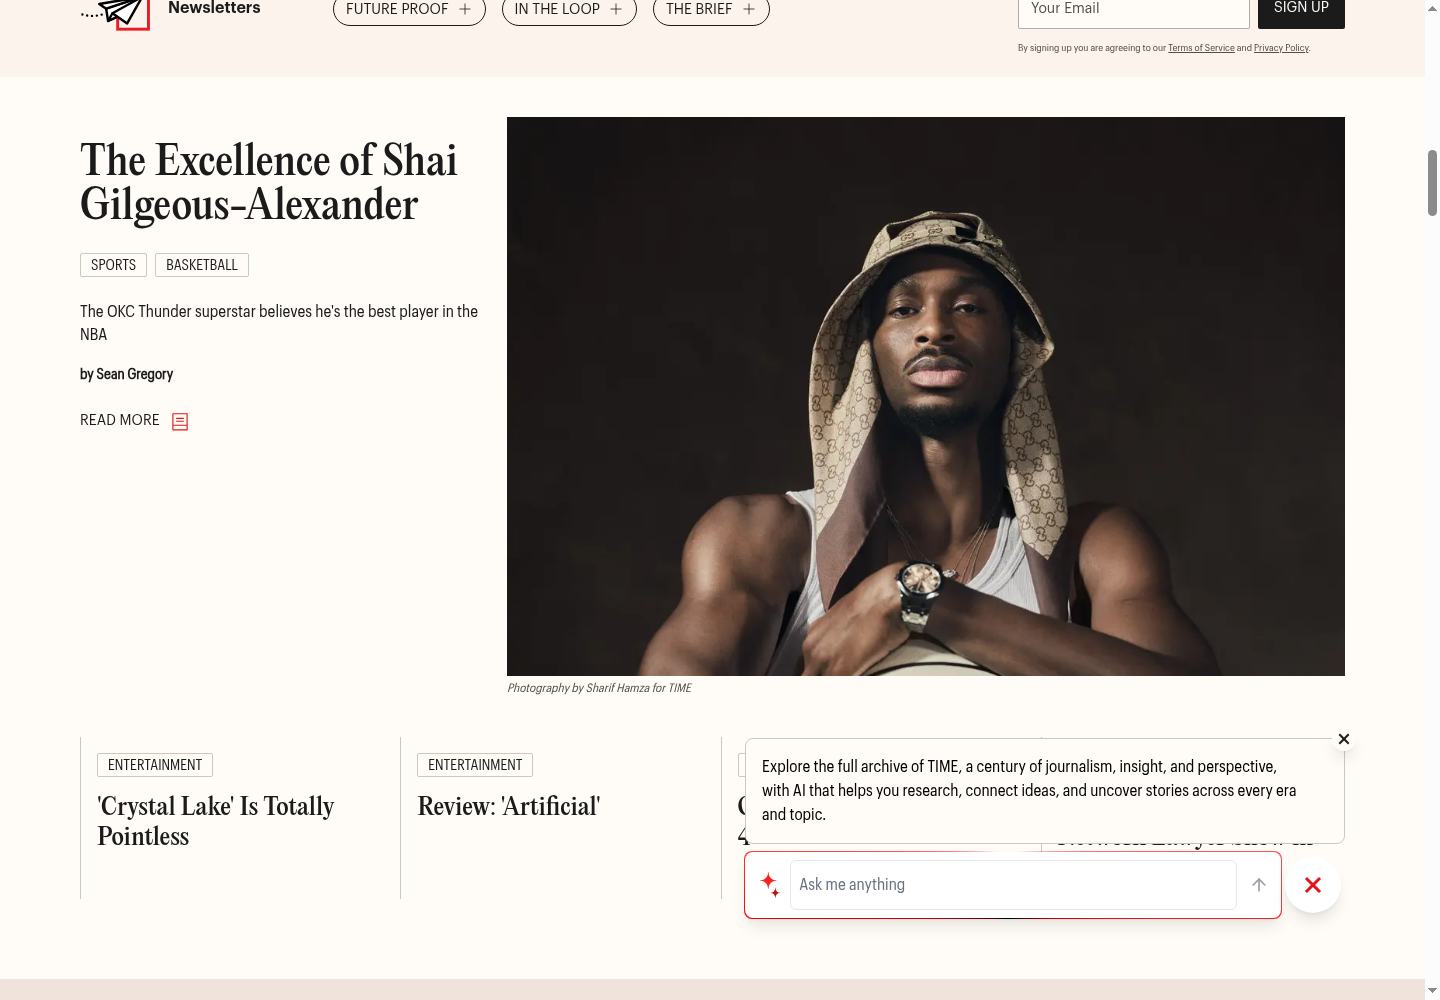 Newsletters
FUTURE PROOF
IN THE LOOP
THE BRIEF
Your Email
SIGN UP
By signing up you are agreeing to our Terms of Service and Privacy Policy.
The Excellence of Shai
Gilgeous-Alexander
SPORTS
BASKETBALL
The OKC Thunder superstar believes he's the best player in the
NBA
by Sean Gregory
READ MORE
Photography by Sharif Hamza for TIME
ENTERTAINMENT
'Crystal Lake' Is Totally
Pointless
ENTERTAINMENT
Review: 'Artificial'
Explore the full archive of TIME, a century of journalism, insight, and perspective,
with AI that helps you research, connect ideas, and uncover stories across every era
and topic.
Ask me anything